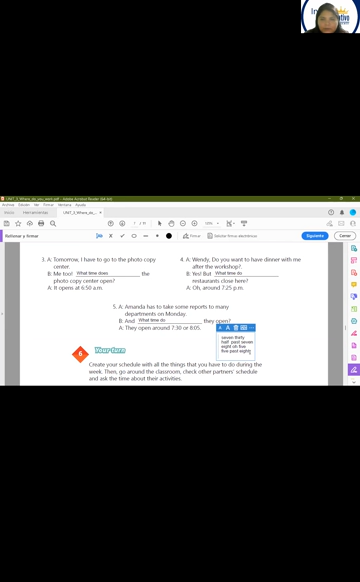 UNIT_3_Where_do_you_work.pdf - Adobe Acrobat Reader (64-bit)
Archivo Editar Ver Firmar Ventana Ayuda
Inicio Herramientas UNIT_3_Where_do_y...
Rellenar y firmar
Siguiente Cerrar
3. A: Tomorrow, I have to go to the photo copy
center.
B: Me too! What time does the
photo copy center open?
A: It opens at 6:50 a.m.
4. A: Wendy, Do you want to have dinner with me
after the workshop?
B: Yes! But What time do
restaurants close here?
A: Oh, around 7:25 p.m.
5. A: Amanda has to take some reports to many
departments on Monday.
B: And What time do they open?
A: They open around 7:30 or 8:05.
seven thirty
half past seven
eight oh five
five past eight
6 Your turn
Create your schedule with all the things that you have to do during the
week. Then, go around the classroom, check other partners' schedule
and ask the time about their activities.